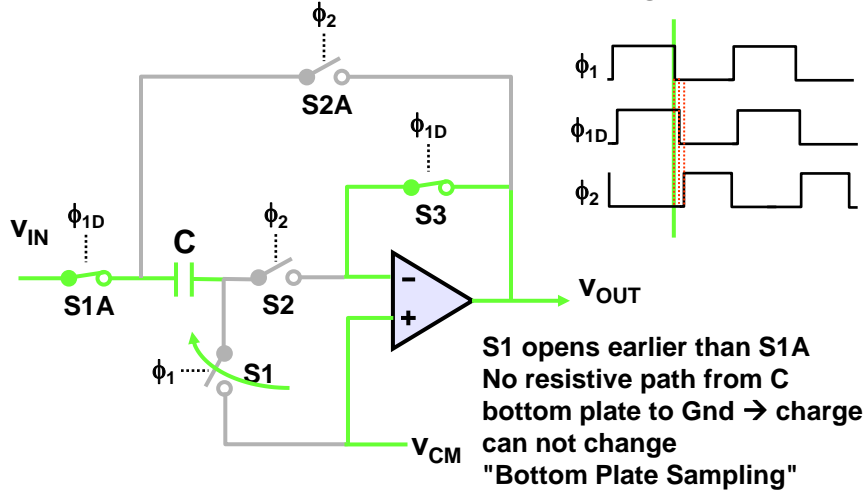 ϕ2
S2A
ϕ1
ϕ1D
ϕ2
ϕ1D
S3
vIN
ϕ1D
C
ϕ2
S1A
S2
-
+
vOUT
ϕ1
S1
vCM
S1 opens earlier than S1A
No resistive path from C
bottom plate to Gnd → charge
can not change
"Bottom Plate Sampling"